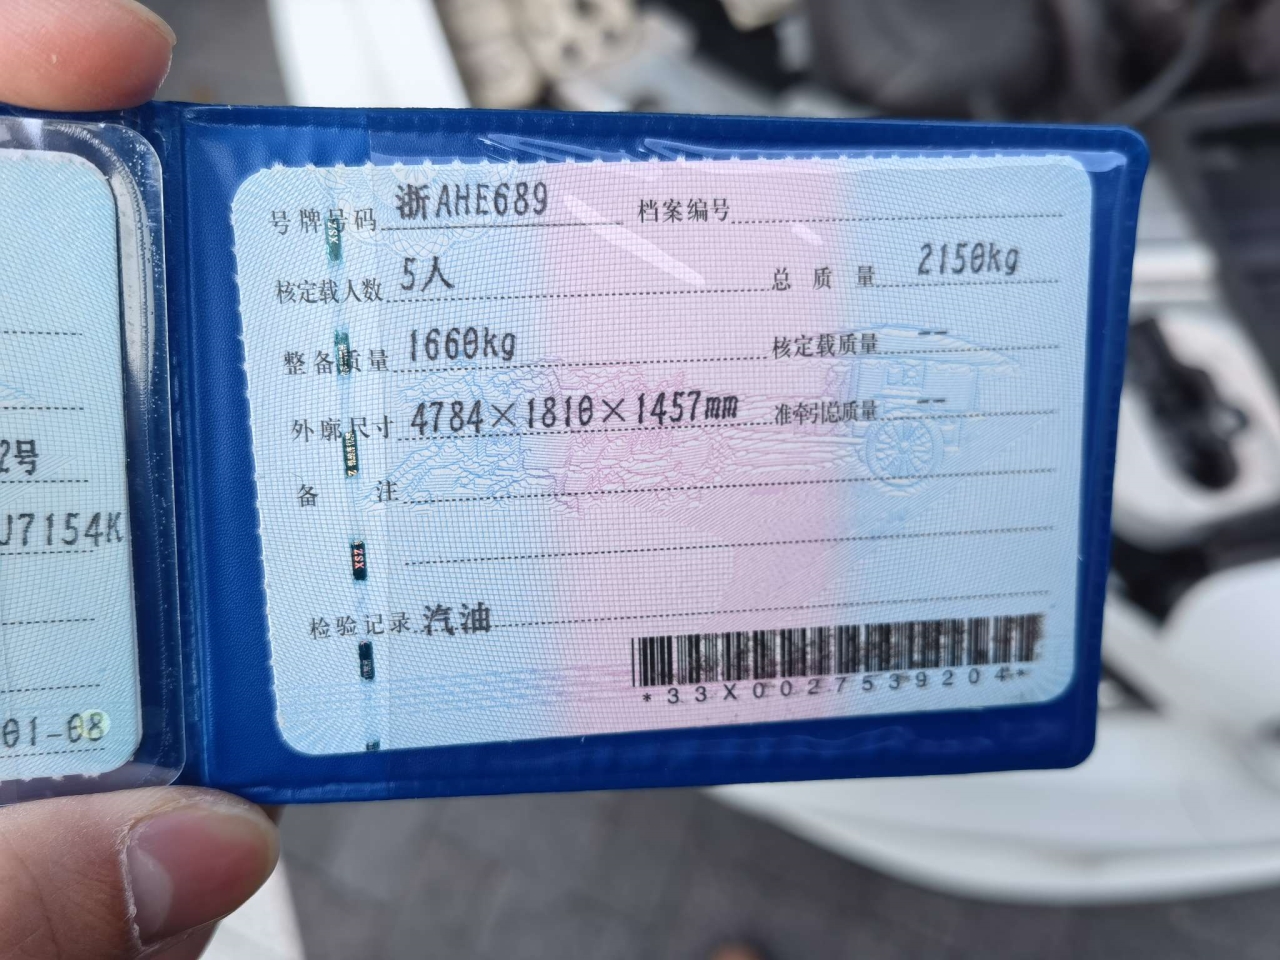 号牌号码 浙AHE689 档案编号
核定载人数 5人 总质量 2150kg
整备质量 1660kg 核定载质量 --
外廓尺寸 4784×1810×1457mm 准牵引总质量 --
备注
检验记录 汽油
*33X0027539204*
2号
J7154K
01-08
XSZ
XSZ